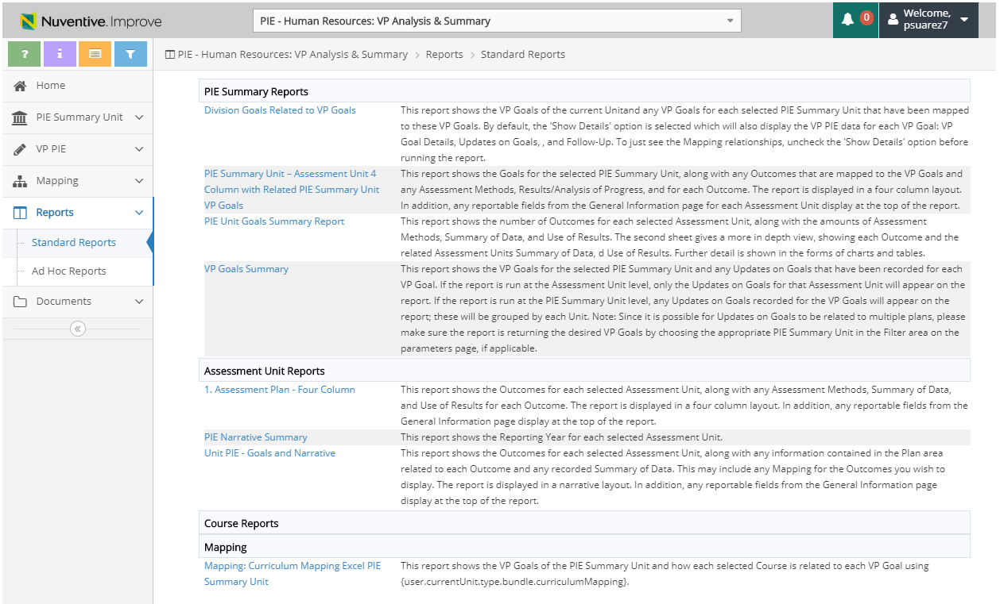 Nuventive. Improve
PIE - Human Resources: VP Analysis & Summary
0
Welcome,
psuarez7
?
i
PIE - Human Resources: VP Analysis & Summary > Reports > Standard Reports
Home
PIE Summary Unit
VP PIE
Mapping
Reports
Standard Reports
Ad Hoc Reports
Documents
PIE Summary Reports
Division Goals Related to VP Goals
This report shows the VP Goals of the current Unitand any VP Goals for each selected PIE Summary Unit that have been mapped
to these VP Goals. By default, the 'Show Details' option is selected which will also display the VP PIE data for each VP Goal: VP
Goal Details, Updates on Goals, , and Follow-Up. To just see the Mapping relationships, uncheck the 'Show Details' option before
running the report.
PIE Summary Unit – Assessment Unit 4
Column with Related PIE Summary Unit
VP Goals
This report shows the Goals for the selected PIE Summary Unit, along with any Outcomes that are mapped to the VP Goals and
any Assessment Methods, Results/Analysis of Progress, and for each Outcome. The report is displayed in a four column layout.
In addition, any reportable fields from the General Information page for each Assessment Unit display at the top of the report.
PIE Unit Goals Summary Report
This report shows the number of Outcomes for each selected Assessment Unit, along with the amounts of Assessment
Methods, Summary of Data, and Use of Results. The second sheet gives a more in depth view, showing each Outcome and the
related Assessment Units Summary of Data, d Use of Results. Further detail is shown in the forms of charts and tables.
VP Goals Summary
This report shows the VP Goals for the selected PIE Summary Unit and any Updates on Goals that have been recorded for each
VP Goal. If the report is run at the Assessment Unit level, only the Updates on Goals for that Assessment Unit will appear on the
report. If the report is run at the PIE Summary Unit level, any Updates on Goals recorded for the VP Goals will appear on the
report; these will be grouped by each Unit. Note: Since it is possible for Updates on Goals to be related to multiple plans, please
make sure the report is returning the desired VP Goals by choosing the appropriate PIE Summary Unit in the Filter area on the
parameters page, if applicable.
Assessment Unit Reports
1. Assessment Plan - Four Column
This report shows the Outcomes for each selected Assessment Unit, along with any Assessment Methods, Summary of Data,
and Use of Results for each Outcome. The report is displayed in a four column layout. In addition, any reportable fields from the
General Information page display at the top of the report.
PIE Narrative Summary
This report shows the Reporting Year for each selected Assessment Unit.
Unit PIE - Goals and Narrative
This report shows the Outcomes for each selected Assessment Unit, along with any information contained in the Plan area
related to each Outcome and any recorded Summary of Data. This may include any Mapping for the Outcomes you wish to
display. The report is displayed in a narrative layout. In addition, any reportable fields from the General Information page
display at the top of the report.
Course Reports
Mapping
Mapping: Curriculum Mapping Excel PIE
Summary Unit
This report shows the VP Goals of the PIE Summary Unit and how each selected Course is related to each VP Goal using
{user.currentUnit.type.bundle.curriculumMapping}.